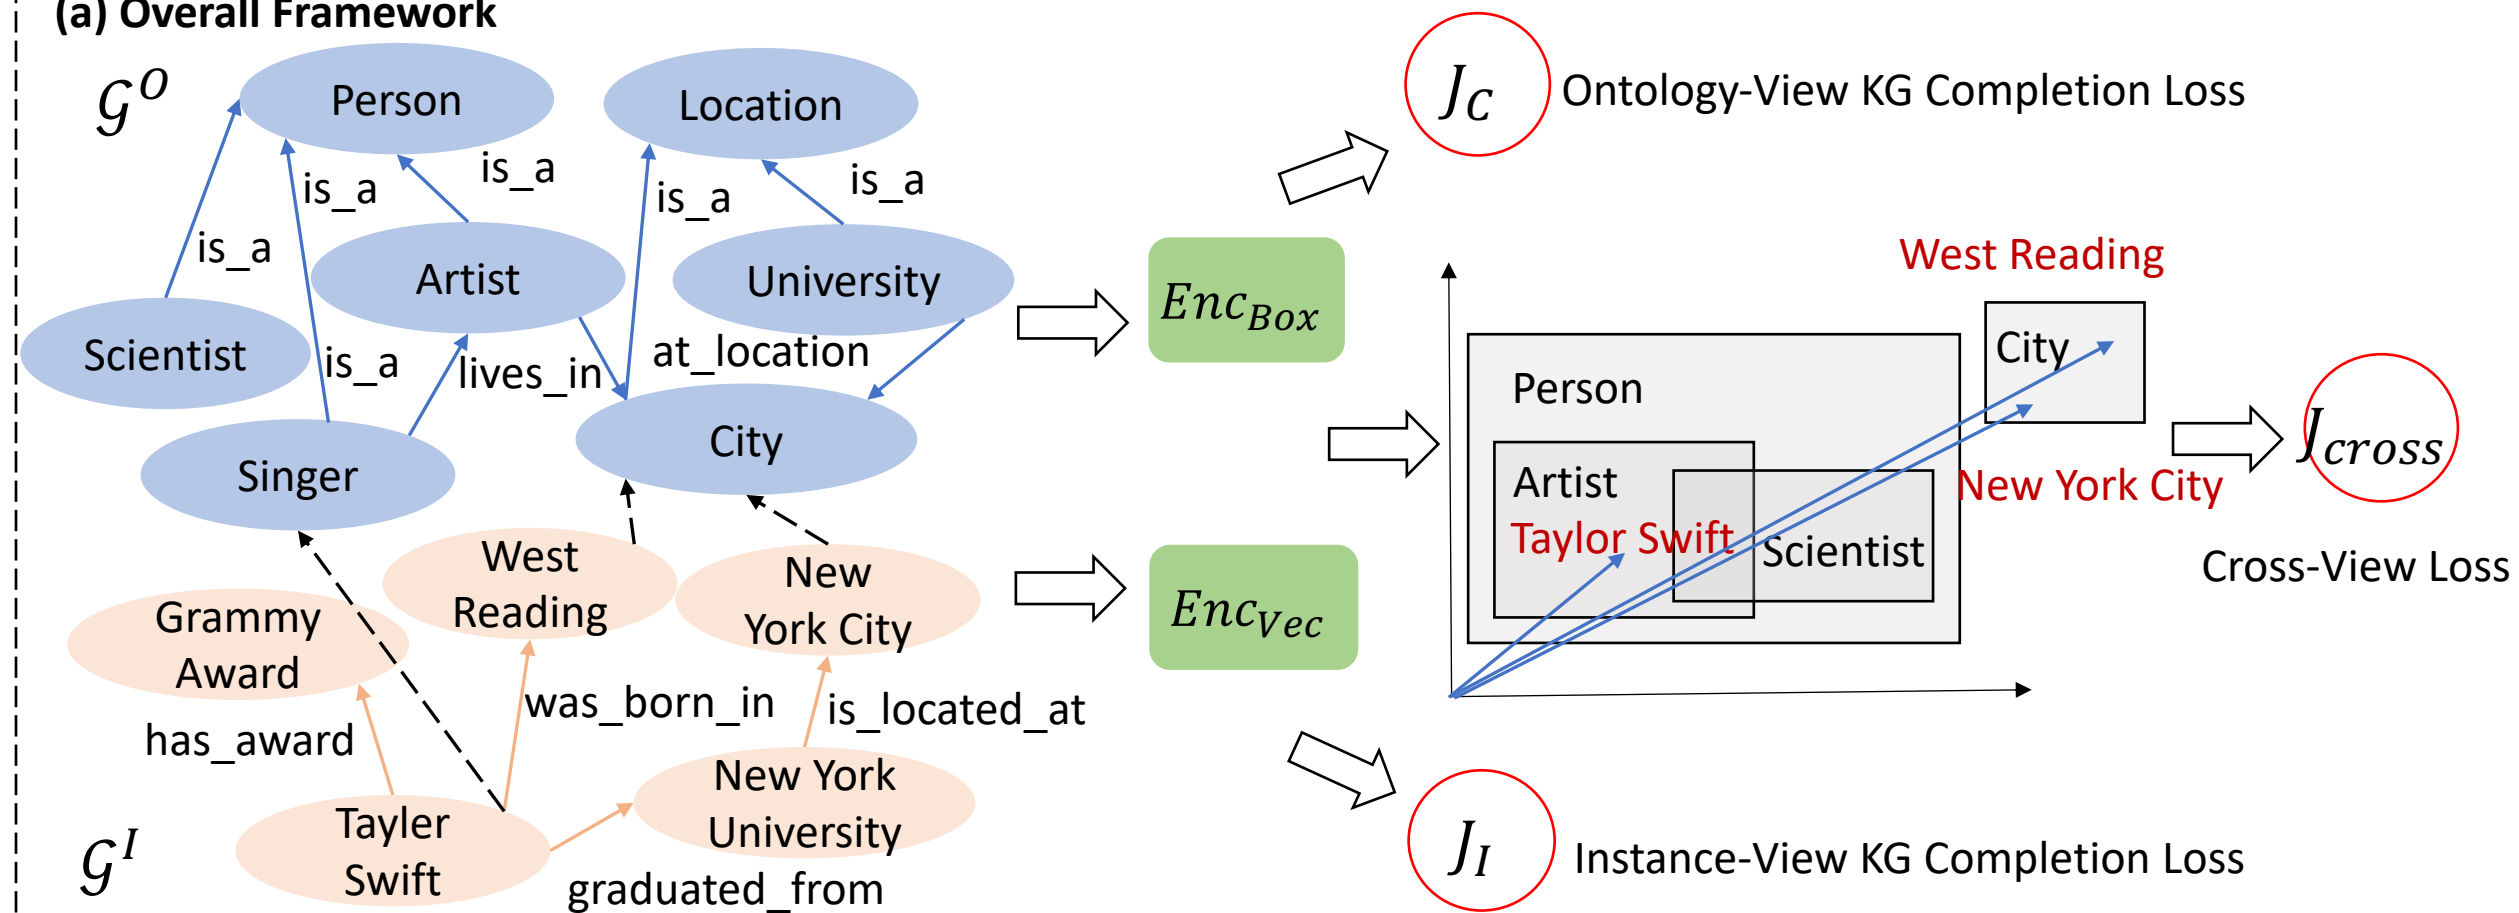 (a) Overall Framework
𝒢^O
Person
Location
is_a
is_a
is_a
is_a
is_a
Artist
University
Scientist
is_a
lives_in
at_location
City
Singer
West
Reading
New
York City
Grammy
Award
was_born_in
is_located_at
has_award
New York
University
Tayler
Swift
graduated_from
𝒢^I
Enc_Box
Enc_Vec
J_C
Ontology-View KG Completion Loss
West Reading
City
Person
Artist
Taylor Swift
Scientist
New York City
J_cross
Cross-View Loss
J_I
Instance-View KG Completion Loss